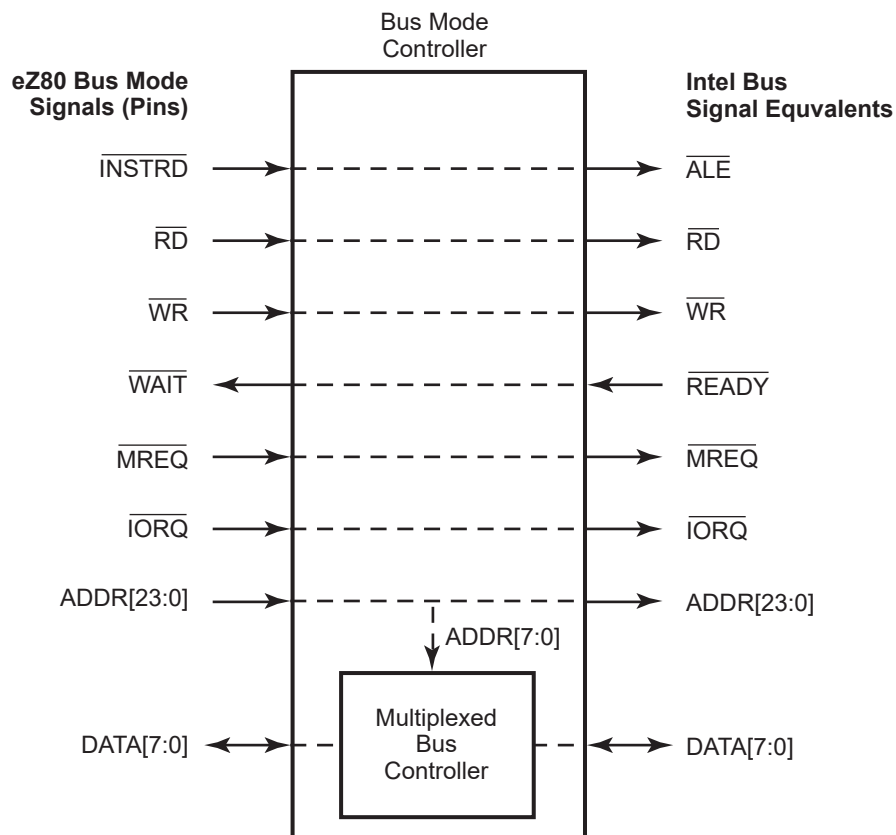 Bus Mode
Controller
eZ80 Bus Mode
Signals (Pins)
Intel Bus
Signal Equvalents
INSTRD
ALE
RD
RD
WR
WR
WAIT
READY
MREQ
MREQ
IORQ
IORQ
ADDR[23:0]
ADDR[23:0]
ADDR[7:0]
Multiplexed
Bus
Controller
DATA[7:0]
DATA[7:0]